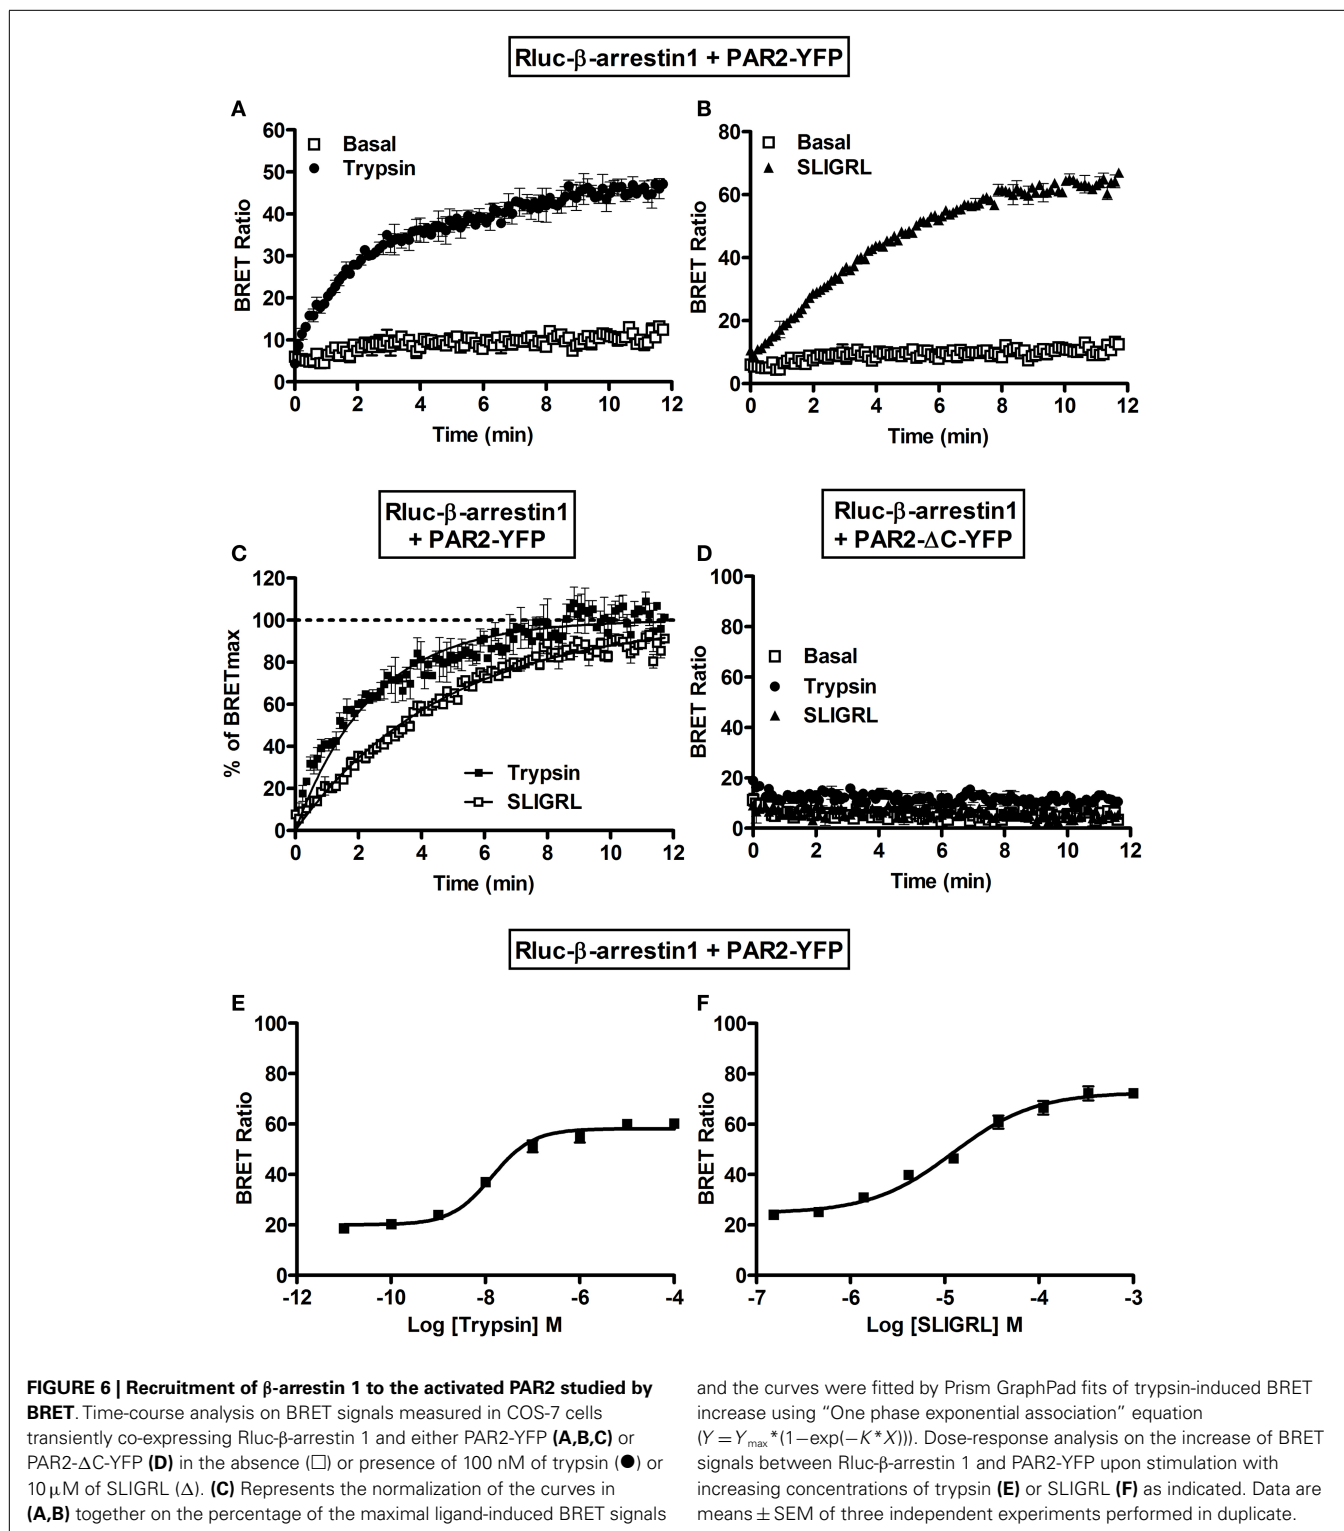 Rluc-β-arrestin1 + PAR2-YFP
A
60
50
40
30
20
10
0
BRET Ratio
Basal
Trypsin
0 2 4 6 8 10 12
Time (min)
B
80
60
40
20
0
BRET Ratio
Basal
SLIGRL
0 2 4 6 8 10 12
Time (min)
Rluc-β-arrestin1
+ PAR2-YFP
C
120
100
80
60
40
20
0
% of BRETmax
Trypsin
SLIGRL
0 2 4 6 8 10 12
Time (min)
Rluc-β-arrestin1
+ PAR2-ΔC-YFP
D
100
80
60
40
20
0
BRET Ratio
Basal
Trypsin
SLIGRL
0 2 4 6 8 10 12
Time (min)
Rluc-β-arrestin1 + PAR2-YFP
E
100
80
60
40
20
0
BRET Ratio
-12 -10 -8 -6 -4
Log [Trypsin] M
F
100
80
60
40
20
0
BRET Ratio
-7 -6 -5 -4 -3
Log [SLIGRL] M
FIGURE 6 | Recruitment of β-arrestin 1 to the activated PAR2 studied by
BRET. Time-course analysis on BRET signals measured in COS-7 cells
transiently co-expressing Rluc-β-arrestin 1 and either PAR2-YFP (A,B,C) or
PAR2-ΔC-YFP (D) in the absence (□) or presence of 100 nM of trypsin (●) or
10 μM of SLIGRL (Δ). (C) Represents the normalization of the curves in
(A,B) together on the percentage of the maximal ligand-induced BRET signals
and the curves were fitted by Prism GraphPad fits of trypsin-induced BRET
increase using “One phase exponential association” equation
(Y = Ymax*(1−exp(−K*X))). Dose-response analysis on the increase of BRET
signals between Rluc-β-arrestin 1 and PAR2-YFP upon stimulation with
increasing concentrations of trypsin (E) or SLIGRL (F) as indicated. Data are
means ± SEM of three independent experiments performed in duplicate.